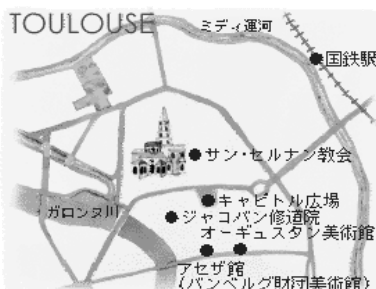 TOULOUSE
ミディ運河
国鉄駅
サン・セルナン教会
キャピトル広場
ガロンヌ川
ジャコバン修道院
オーギュスタン美術館
アセザ館
(バンベルグ財団美術館)